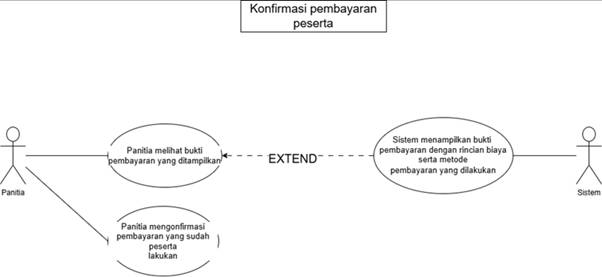 Konfirmasi pembayaran
peserta
Panitia melihat bukti
pembayaran yang ditampilkan
EXTEND
Sistem menampilkan bukti
pembayaran dengan rincian biaya
serta metode
pembayaran yang dilakukan
Panitia
Sistem
Panitia mengonfirmasi
pembayaran yang sudah
peserta
lakukan